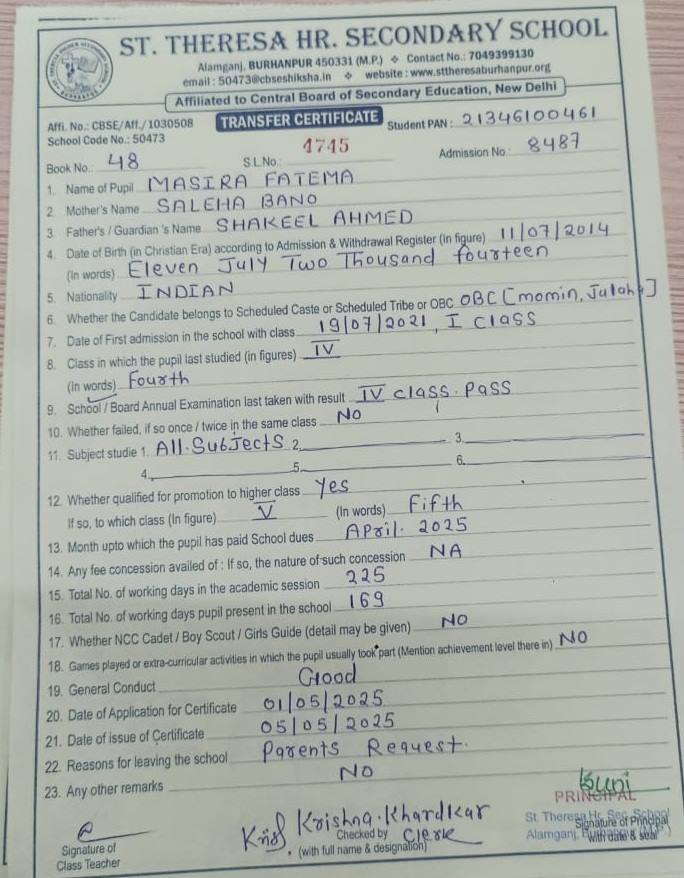 ST. THERESA HR. SECONDARY SCHOOL
Alamganj, BURHANPUR 450331 (M.P.) ❖ Contact No.: 7049399130
email : 50473@cbseshiksha.in ❖ website : www.sttheresaburhanpur.org
Affiliated to Central Board of Secondary Education, New Delhi
Affi. No.: CBSE/Aff./1030508 TRANSFER CERTIFICATE Student PAN : 21346100461
School Code No.: 50473
Book No.: 48 S.L.No.: 4745 Admission No.: 8487
1. Name of Pupil MASIRA FATEMA
2. Mother's Name SALEHA BANO
3. Father's / Guardian 's Name SHAKEEL AHMED
4. Date of Birth (in Christian Era) according to Admission & Withdrawal Register (In figure) 11/07/2014
(In words) Eleven July Two Thousand fourteen
5. Nationality INDIAN
6. Whether the Candidate belongs to Scheduled Caste or Scheduled Tribe or OBC OBC [momin, Julaha]
7. Date of First admission in the school with class 19/07/2021, I class
8. Class in which the pupil last studied (in figures) IV
(In words) Fourth
9. School / Board Annual Examination last taken with result IV class. Pass
10. Whether failed, if so once / twice in the same class NO
11. Subject studie 1. All. Subjects 2. 3.
4. 5. 6.
12. Whether qualified for promotion to higher class Yes
If so, to which class (In figure) V (In words) Fifth
13. Month upto which the pupil has paid School dues April. 2025
14. Any fee concession availed of : If so, the nature of such concession NA
15. Total No. of working days in the academic session 225
16. Total No. of working days pupil present in the school 169
17. Whether NCC Cadet / Boy Scout / Girls Guide (detail may be given) NO
18. Games played or extra-curricular activities in which the pupil usually took part (Mention achievement level there in) NO
19. General Conduct Good
20. Date of Application for Certificate 01/05/2025
21. Date of issue of Certificate 05/05/2025
22. Reasons for leaving the school Parents Request.
23. Any other remarks NO
PRINCIPAL
Krishna. Khardkar St. Theresa Hr. Sec. School
Signature of Checked by Clerk Alamganj, Burhanpur (M.P.) Signature of Principal
Class Teacher (with full name & designation) with date & seal